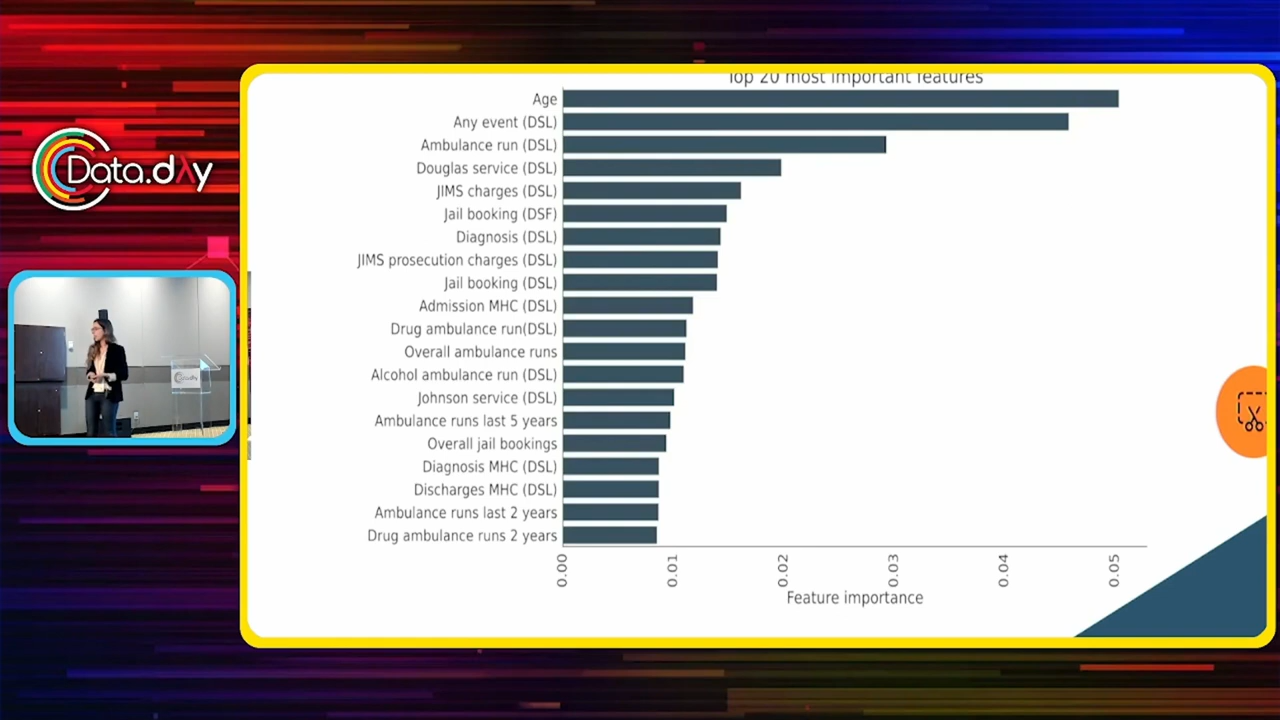 Top 20 most important features
Age
Any event (DSL)
Ambulance run (DSL)
Douglas service (DSL)
JIMS charges (DSL)
Jail booking (DSF)
Diagnosis (DSL)
JIMS prosecution charges (DSL)
Jail booking (DSL)
Admission MHC (DSL)
Drug ambulance run(DSL)
Overall ambulance runs
Alcohol ambulance run (DSL)
Johnson service (DSL)
Ambulance runs last 5 years
Overall jail bookings
Diagnosis MHC (DSL)
Discharges MHC (DSL)
Ambulance runs last 2 years
Drug ambulance runs 2 years
0.00 0.01 0.02 0.03 0.04 0.05
Feature importance
Data.dΛy